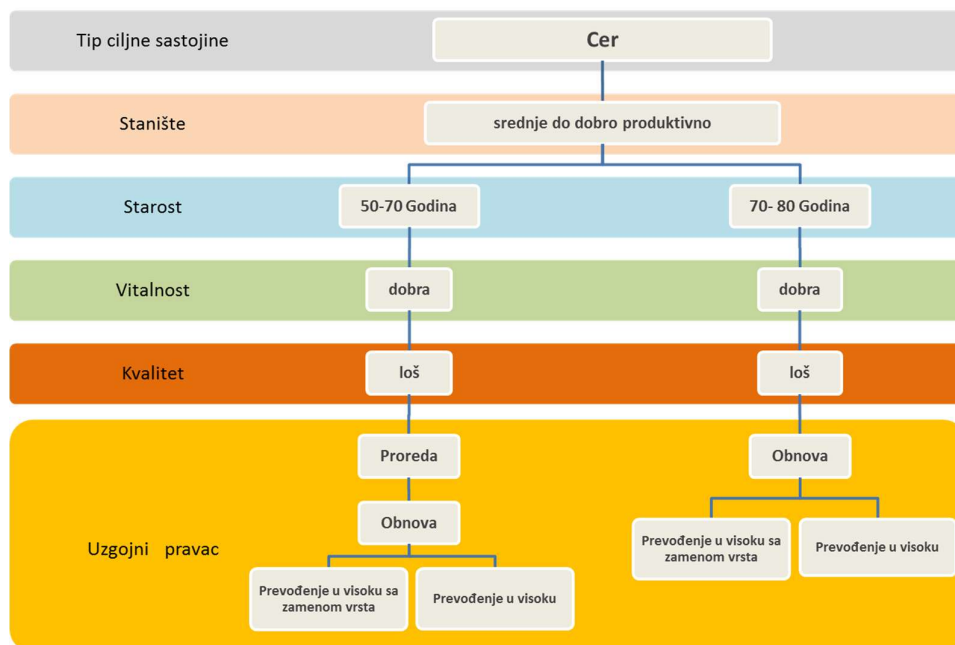 Tip ciljne sastojine
Cer
Stanište
srednje do dobro produktivno
Starost
50-70 Godina
70- 80 Godina
Vitalnost
dobra
dobra
Kvalitet
loš
loš
Uzgojni pravac
Proreda
Obnova
Obnova
Prevođenje u visoku sa
zamenom vrsta
Prevođenje u visoku
Prevođenje u visoku sa
zamenom vrsta
Prevođenje u visoku